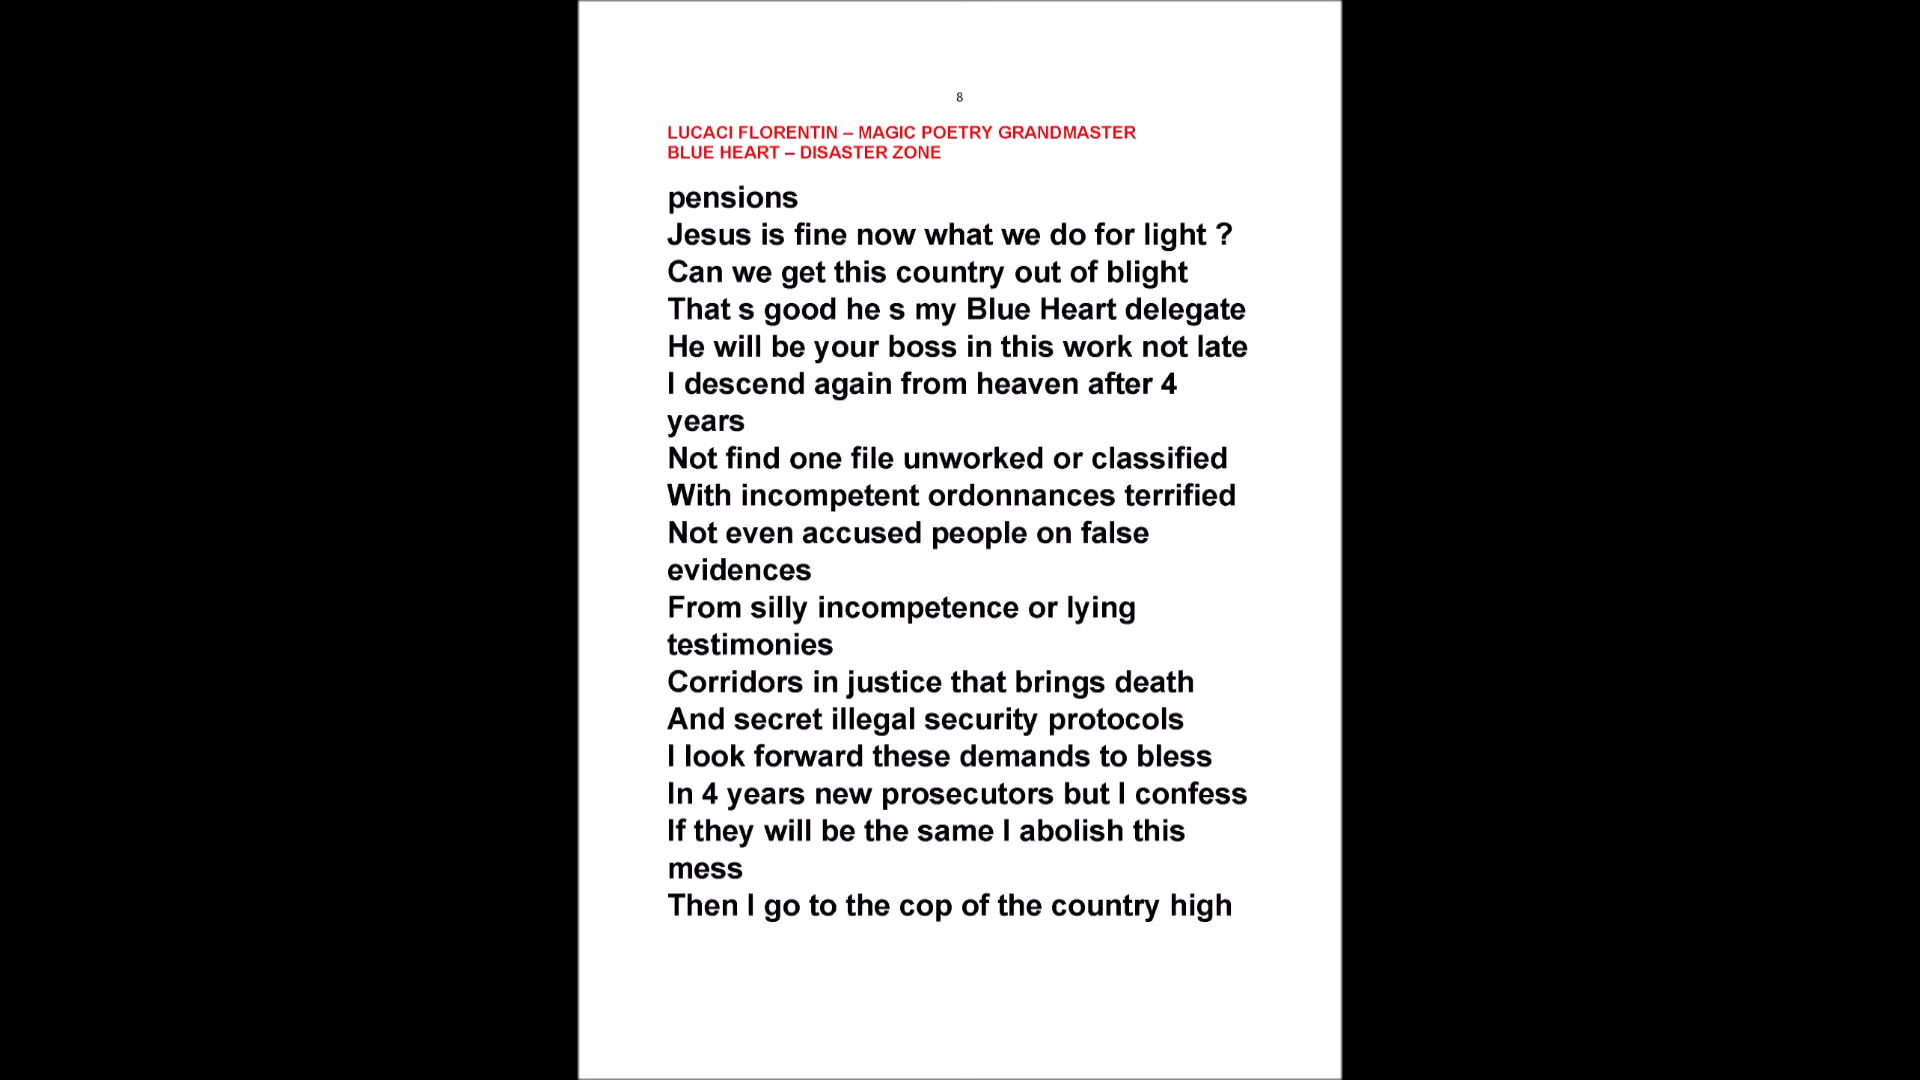 8
LUCACI FLORENTIN – MAGIC POETRY GRANDMASTER
BLUE HEART – DISASTER ZONE
pensions
Jesus is fine now what we do for light ?
Can we get this country out of blight
That s good he s my Blue Heart delegate
He will be your boss in this work not late
I descend again from heaven after 4
years
Not find one file unworked or classified
With incompetent ordonnances terrified
Not even accused people on false
evidences
From silly incompetence or lying
testimonies
Corridors in justice that brings death
And secret illegal security protocols
I look forward these demands to bless
In 4 years new prosecutors but I confess
If they will be the same I abolish this
mess
Then I go to the cop of the country high